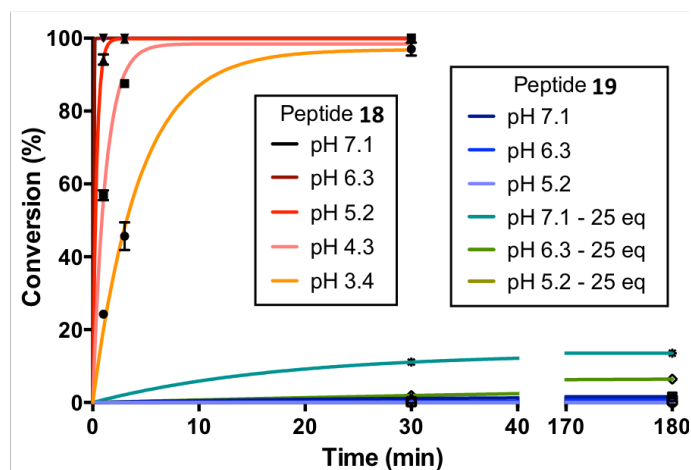 100
80
60
40
20
0
Conversion (%)
Peptide 18
pH 7.1
pH 6.3
pH 5.2
pH 4.3
pH 3.4
Peptide 19
pH 7.1
pH 6.3
pH 5.2
pH 7.1 - 25 eq
pH 6.3 - 25 eq
pH 5.2 - 25 eq
0 10 20 30 40 170 180
Time (min)